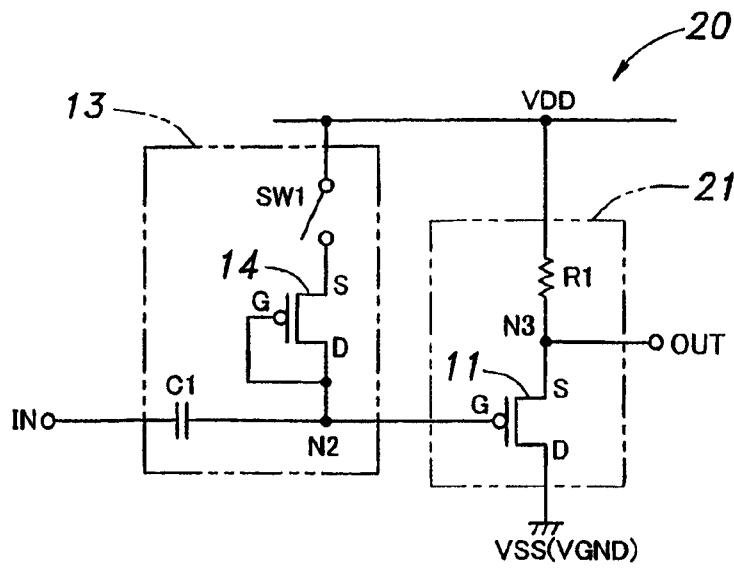 20
13
VDD
SW1
21
14
S
G
R1
D
N3
OUT
11
C1
S
IN
G
N2
D
VSS(VGND)